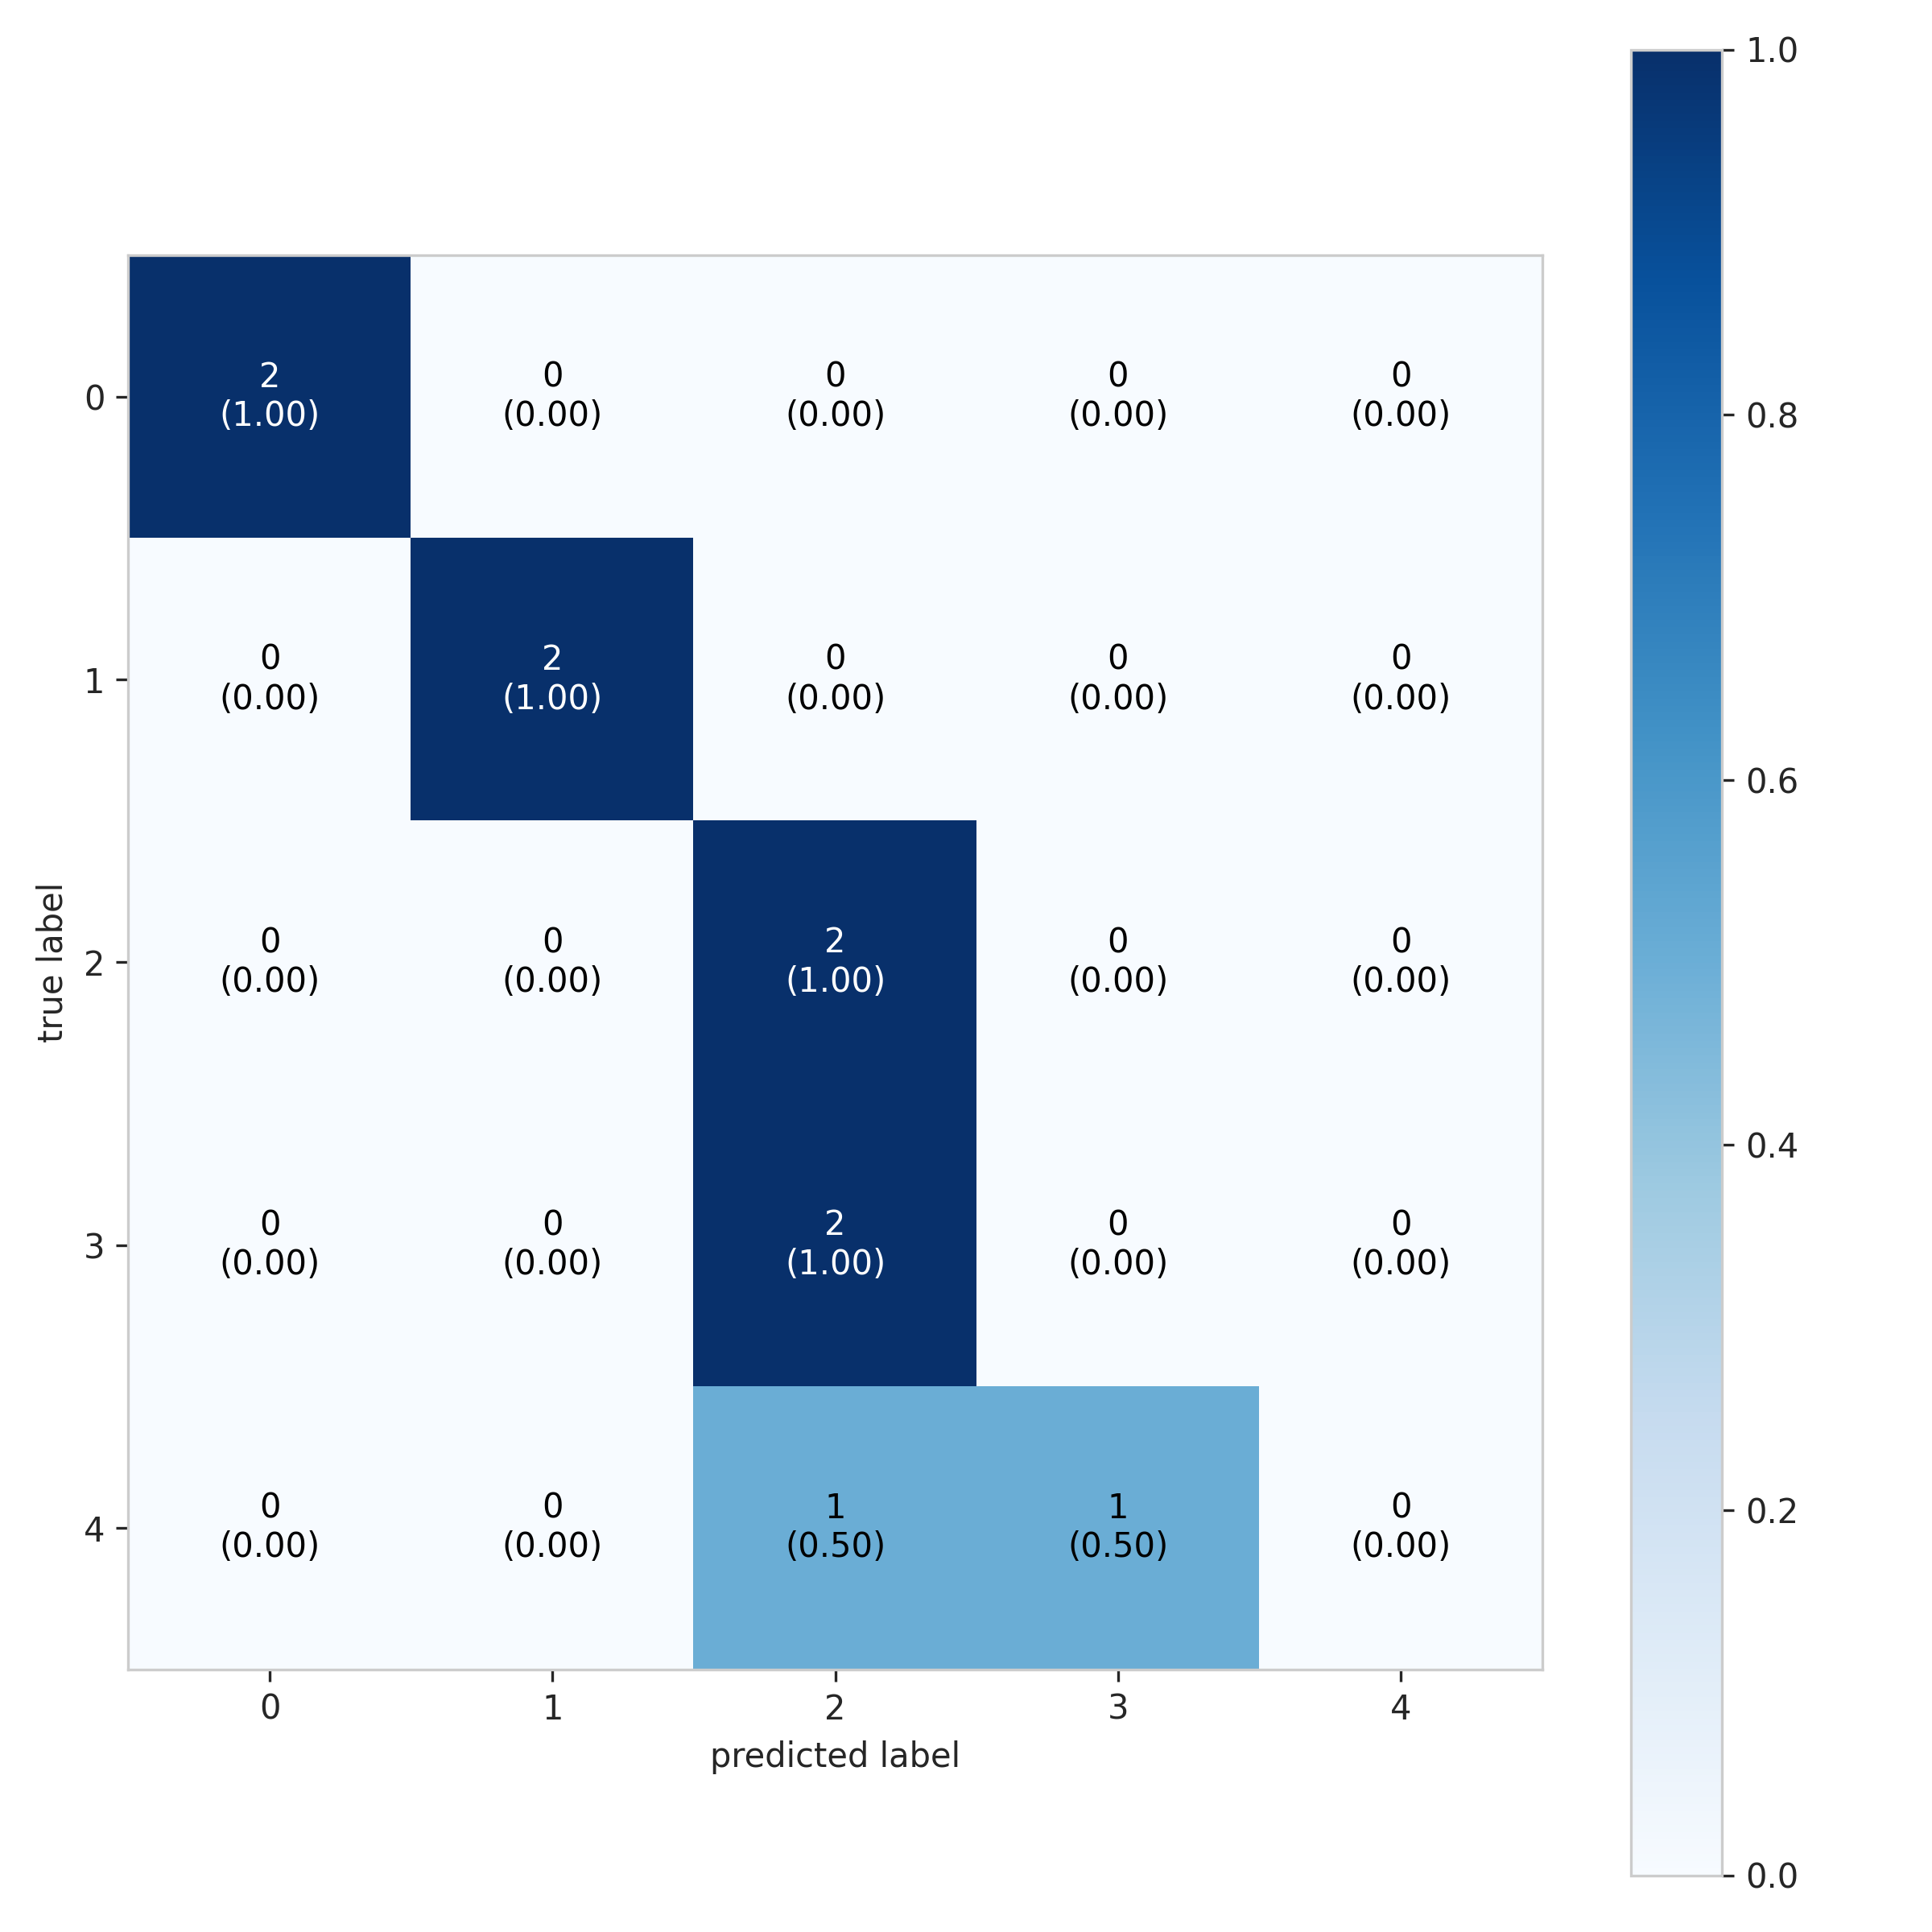 1.0
0.8
0.6
0.4
0.2
0.0
true label
0
2 0 0 0 0
(1.00) (0.00) (0.00) (0.00) (0.00)
1
0 2 0 0 0
(0.00) (1.00) (0.00) (0.00) (0.00)
2
0 0 2 0 0
(0.00) (0.00) (1.00) (0.00) (0.00)
3
0 0 2 0 0
(0.00) (0.00) (1.00) (0.00) (0.00)
4
0 0 1 1 0
(0.00) (0.00) (0.50) (0.50) (0.00)
0 1 2 3 4
predicted label